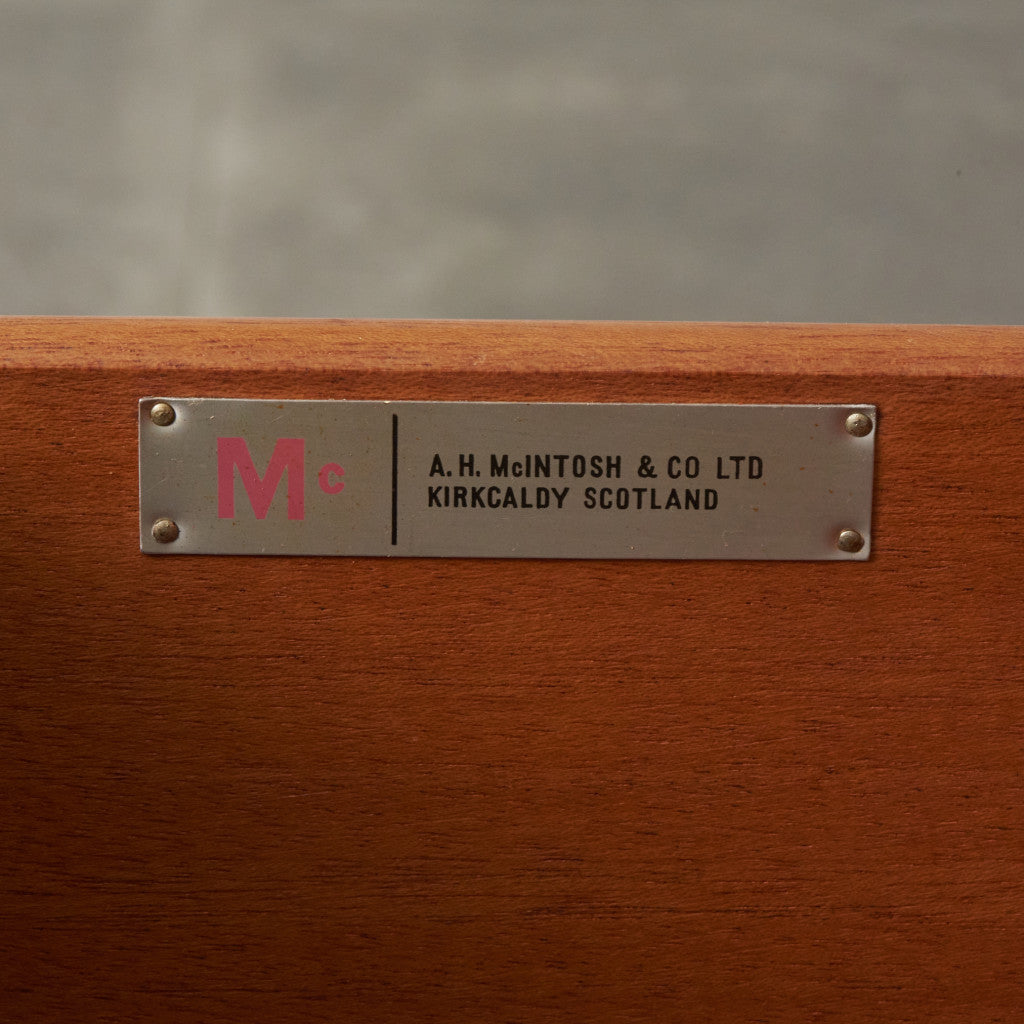 Mc
A.H. McINTOSH & CO LTD
KIRKCALDY SCOTLAND